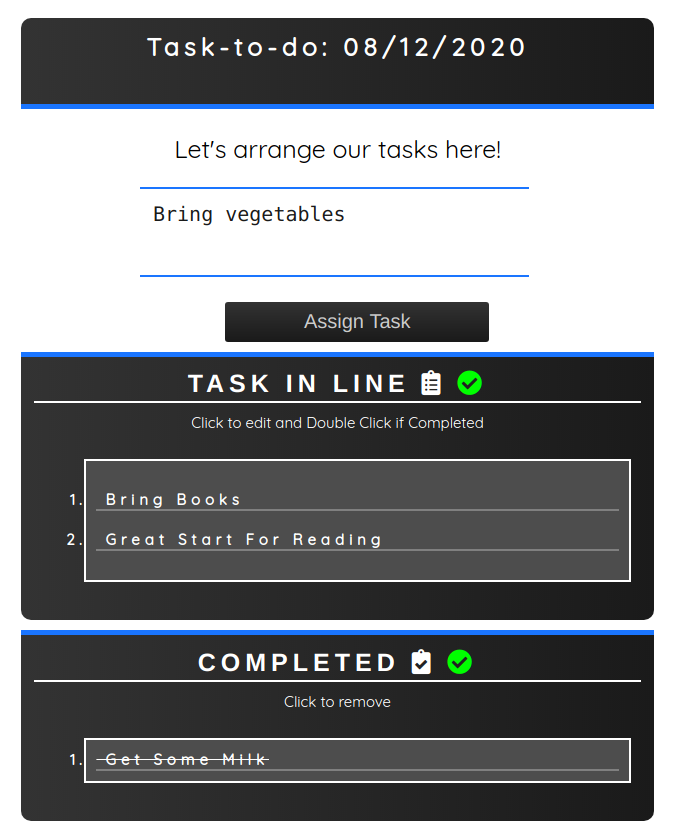 Task-to-do: 08/12/2020
Let's arrange our tasks here!
Bring vegetables
Assign Task
TASK IN LINE
Click to edit and Double Click if Completed
1. Bring Books
2. Great Start For Reading
COMPLETED
Click to remove
1. Get Some Milk